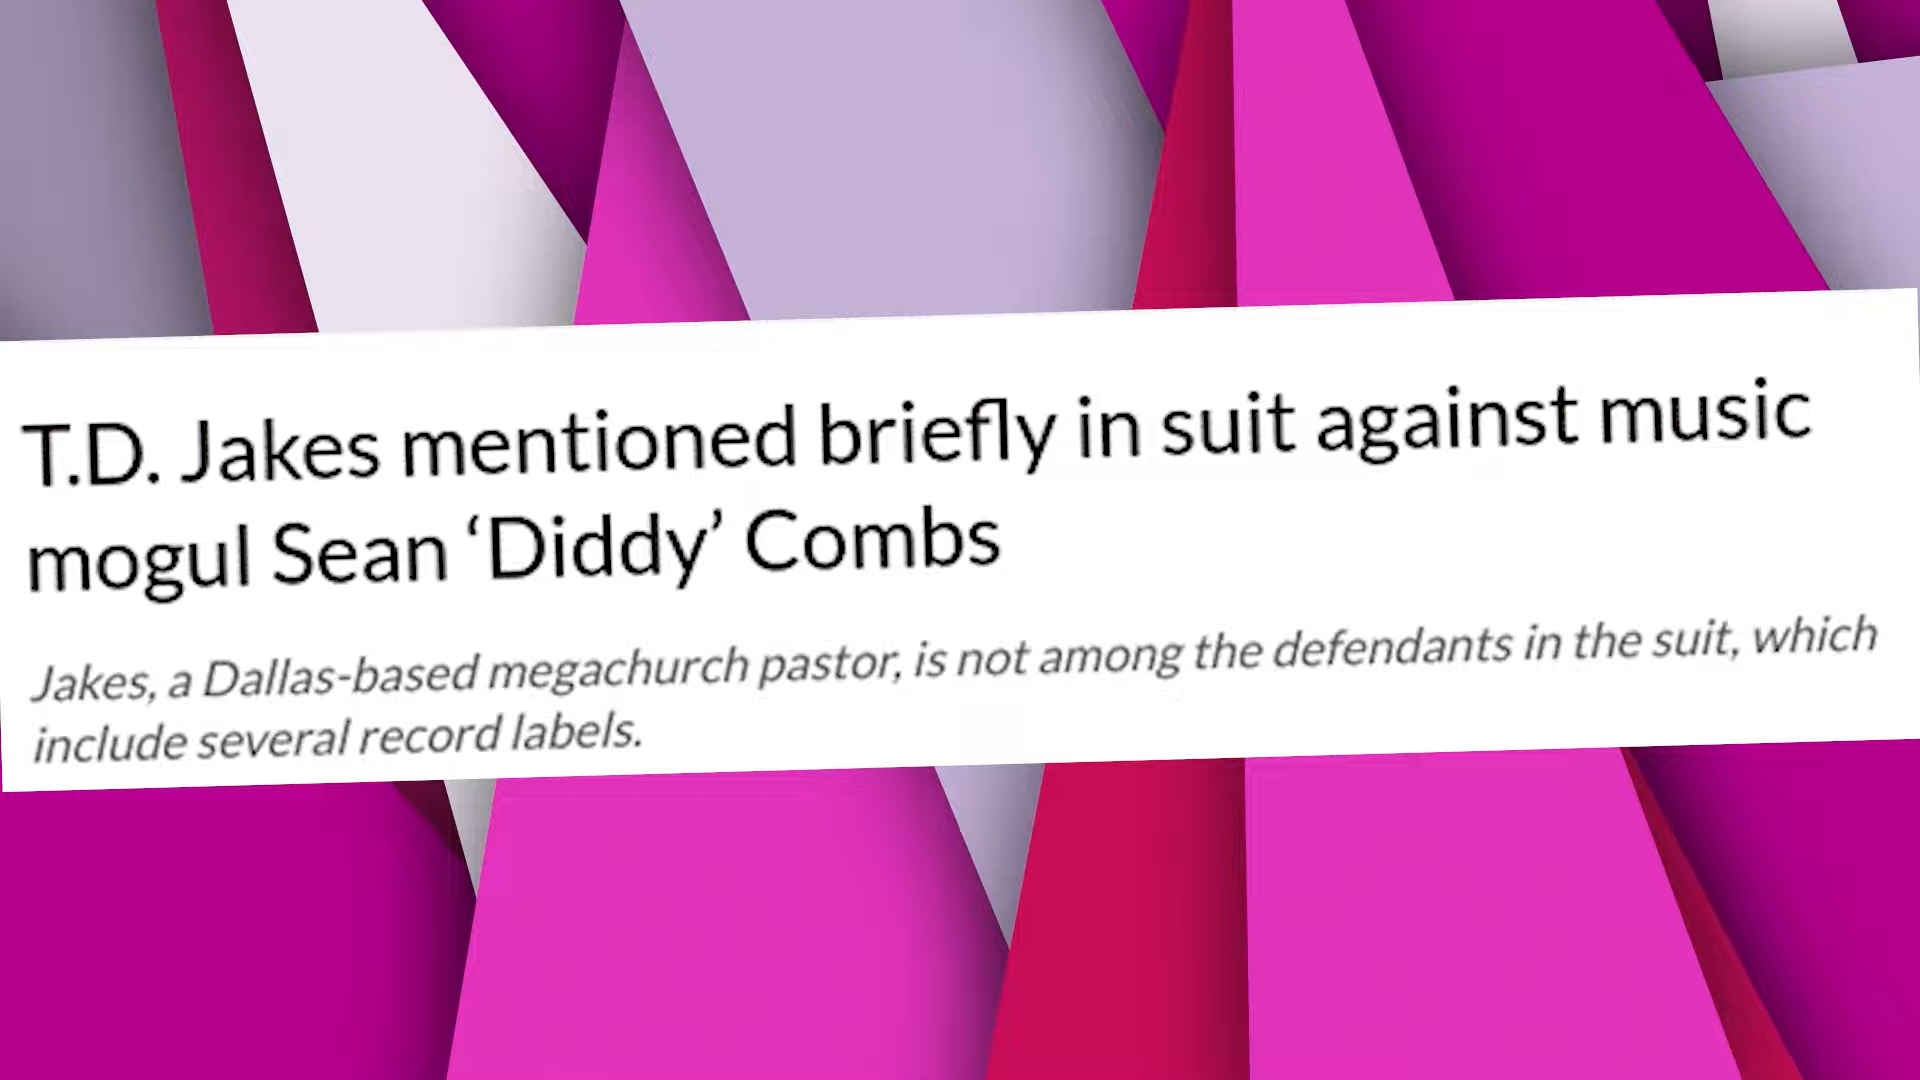 T.D. Jakes mentioned briefly in suit against music
mogul Sean ‘Diddy’ Combs
Jakes, a Dallas-based megachurch pastor, is not among the defendants in the suit, which
include several record labels.